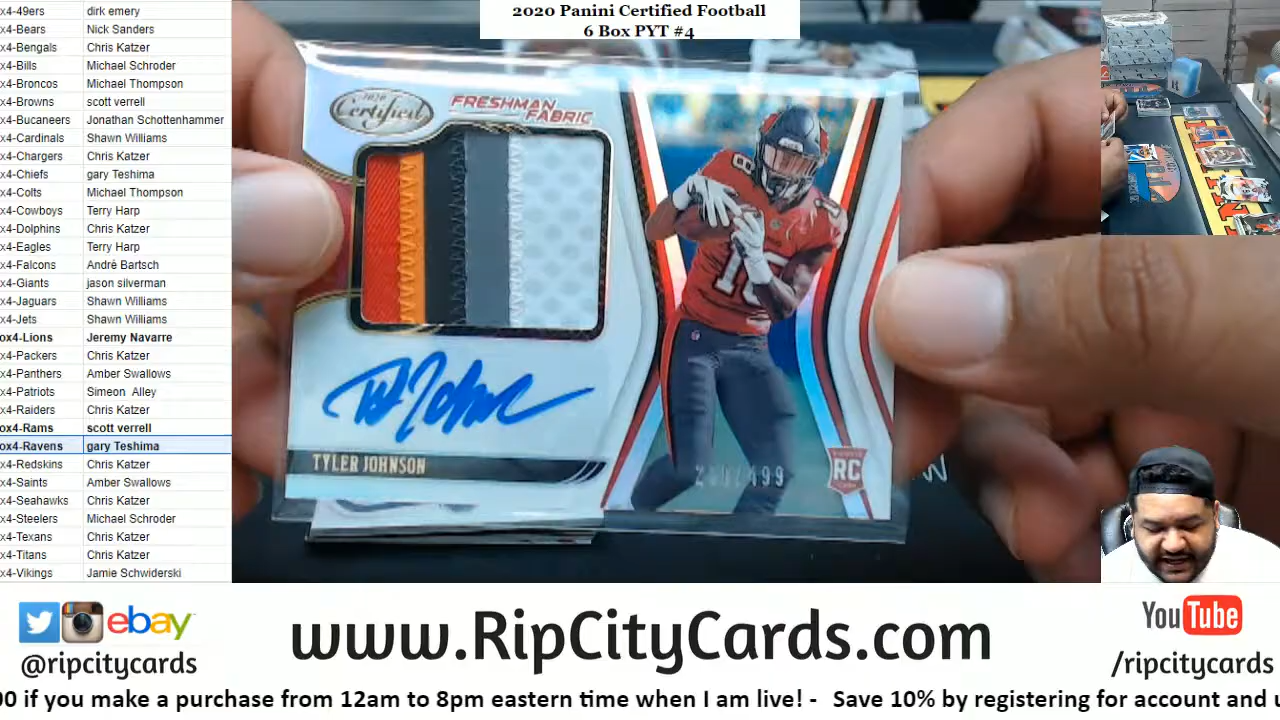 2020 Panini Certified Football
6 Box PYT #4
x4-49ers dirk emery
x4-Bears Nick Sanders
x4-Bengals Chris Katzer
x4-Bills Michael Schroder
x4-Broncos Michael Thompson
x4-Browns scott verrell
x4-Bucaneers Jonathan Schottenhammer
x4-Cardinals Shawn Williams
x4-Chargers Chris Katzer
x4-Chiefs gary Teshima
x4-Colts Michael Thompson
x4-Cowboys Terry Harp
x4-Dolphins Chris Katzer
x4-Eagles Terry Harp
x4-Falcons André Bartsch
x4-Giants jason silverman
x4-Jaguars Shawn Williams
x4-Jets Shawn Williams
ox4-Lions Jeremy Navarre
x4-Packers Chris Katzer
x4-Panthers Amber Swallows
x4-Patriots Simeon Alley
x4-Raiders Chris Katzer
ox4-Rams scott verrell
ox4-Ravens gary Teshima
x4-Redskins Chris Katzer
x4-Saints Amber Swallows
x4-Seahawks Chris Katzer
x4-Steelers Michael Schroder
x4-Texans Chris Katzer
x4-Titans Chris Katzer
x4-Vikings Jamie Schwiderski
2020
Certified
FRESHMAN
FABRIC
18
TYLER JOHNSON
RC
ebay
@ripcitycards
www.RipCityCards.com
YouTube
/ripcitycards
00 if you make a purchase from 12am to 8pm eastern time when I am live! - Save 10% by registering for account and u